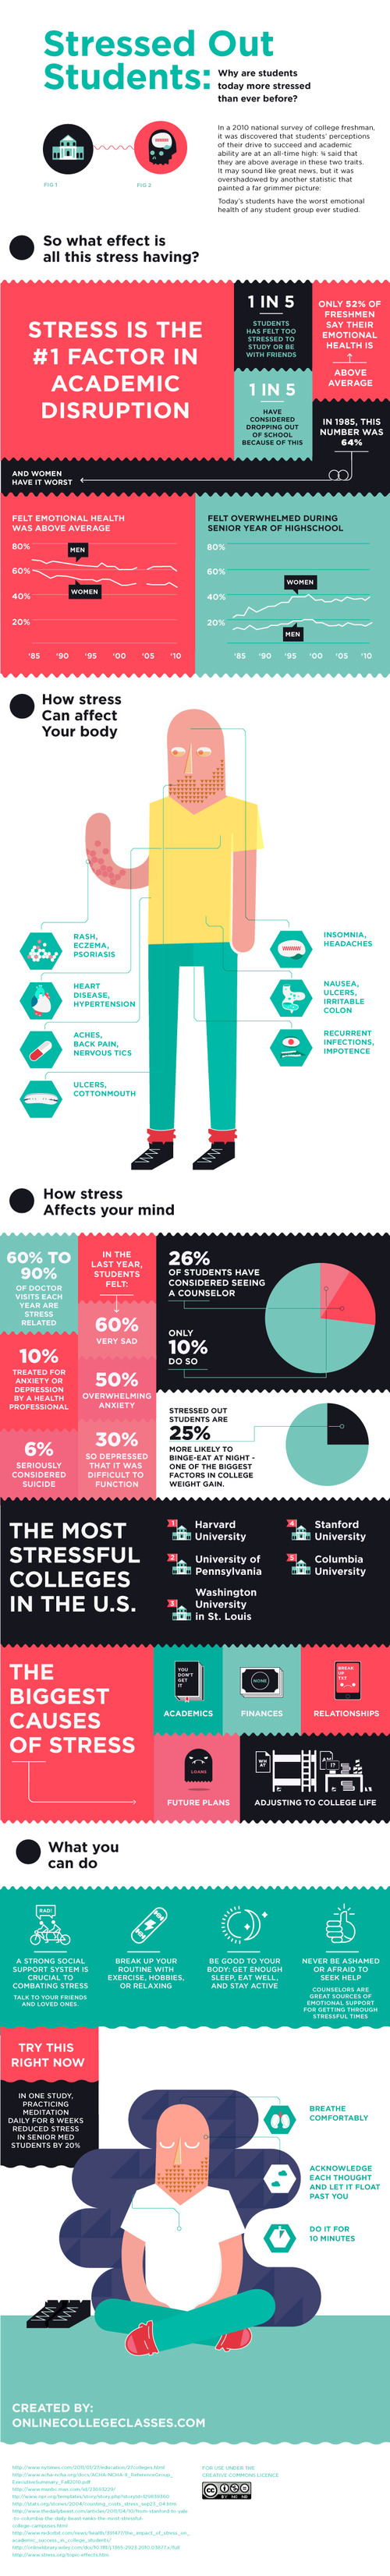 Stressed Out
Students:
Why are students
today more stressed
than ever before?
In a 2010 national survey of college freshman,
it was discovered that students' perceptions
of their drive to succeed and academic
ability are at an all-time high: ¾ said that
they are above average in these two traits.
It may sound like great news, but it was
overshadowed by another statistic that
painted a far grimmer picture:
Today's students have the worst emotional
health of any student group ever studied.
FIG 1
FIG 2
So what effect is
all this stress having?
STRESS IS THE
#1 FACTOR IN
ACADEMIC
DISRUPTION
1 IN 5
STUDENTS
HAS FELT TOO
STRESSED TO
STUDY OR BE
WITH FRIENDS
ONLY 52% OF
FRESHMEN
SAY THEIR
EMOTIONAL
HEALTH IS
ABOVE
AVERAGE
1 IN 5
HAVE
CONSIDERED
DROPPING OUT
OF SCHOOL
BECAUSE OF THIS
IN 1985, THIS
NUMBER WAS
64%
AND WOMEN
HAVE IT WORST
FELT EMOTIONAL HEALTH
WAS ABOVE AVERAGE
80%
MEN
60%
WOMEN
40%
20%
'85 '90 '95 '00 '05 '10
FELT OVERWHELMED DURING
SENIOR YEAR OF HIGHSCHOOL
80%
60%
WOMEN
40%
20%
MEN
'85 '90 '95 '00 '05 '10
How stress
Can affect
Your body
RASH,
ECZEMA,
PSORIASIS
HEART
DISEASE,
HYPERTENSION
ACHES,
BACK PAIN,
NERVOUS TICS
ULCERS,
COTTONMOUTH
INSOMNIA,
HEADACHES
NAUSEA,
ULCERS,
IRRITABLE
COLON
RECURRENT
INFECTIONS,
IMPOTENCE
How stress
Affects your mind
60% TO
90%
OF DOCTOR
VISITS EACH
YEAR ARE
STRESS
RELATED
10%
TREATED FOR
ANXIETY OR
DEPRESSION
BY A HEALTH
PROFESSIONAL
6%
SERIOUSLY
CONSIDERED
SUICIDE
IN THE
LAST YEAR,
STUDENTS
FELT:
60%
VERY SAD
50%
OVERWHELMING
ANXIETY
30%
SO DEPRESSED
THAT IT WAS
DIFFICULT TO
FUNCTION
26%
OF STUDENTS HAVE
CONSIDERED SEEING
A COUNSELOR
ONLY
10%
DO SO
STRESSED OUT
STUDENTS ARE
25%
MORE LIKELY TO
BINGE-EAT AT NIGHT -
ONE OF THE BIGGEST
FACTORS IN COLLEGE
WEIGHT GAIN.
THE MOST
STRESSFUL
COLLEGES
IN THE U.S.
1
Harvard
University
2
University of
Pennsylvania
3
Washington
University
in St. Louis
4
Stanford
University
5
Columbia
University
THE
BIGGEST
CAUSES
OF STRESS
YOU
DON'T
GET
IT
ACADEMICS
NONE
FINANCES
BREAK
UP
TXT
RELATIONSHIPS
LOANS
FUTURE PLANS
ADJUSTING TO COLLEGE LIFE
What you
can do
RAD!
A STRONG SOCIAL
SUPPORT SYSTEM IS
CRUCIAL TO
COMBATING STRESS
TALK TO YOUR FRIENDS
AND LOVED ONES.
BREAK UP YOUR
ROUTINE WITH
EXERCISE, HOBBIES,
OR RELAXING
BE GOOD TO YOUR
BODY: GET ENOUGH
SLEEP, EAT WELL,
AND STAY ACTIVE
NEVER BE ASHAMED
OR AFRAID TO
SEEK HELP
COUNSELORS ARE
GREAT SOURCES OF
EMOTIONAL SUPPORT
FOR GETTING THROUGH
STRESSFUL TIMES
TRY THIS
RIGHT NOW
IN ONE STUDY,
PRACTICING
MEDITATION
DAILY FOR 8 WEEKS
REDUCED STRESS
IN SENIOR MED
STUDENTS BY 20%
BREATHE
COMFORTABLY
ACKNOWLEDGE
EACH THOUGHT
AND LET IT FLOAT
PAST YOU
DO IT FOR
10 MINUTES
CREATED BY:
ONLINECOLLEGECLASSES.COM
FOR USE UNDER THE
CREATIVE COMMONS LICENCE
http://www.stress.org/topic-effects.htm